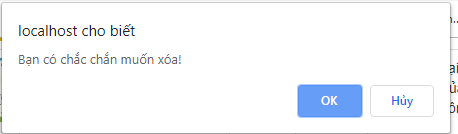 localhost cho biết
Bạn có chắc chắn muốn xóa!
OK
Hủy